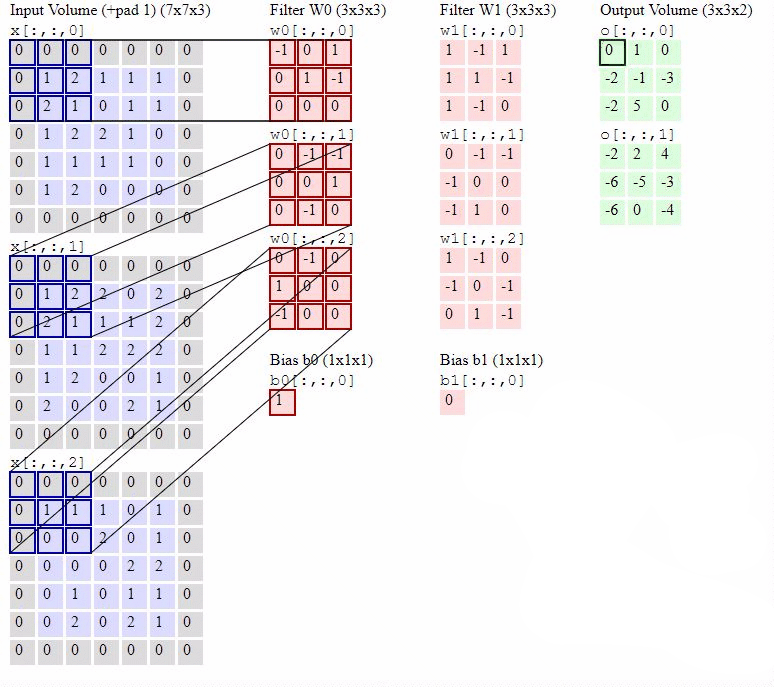 Input Volume (+pad 1) (7x7x3)
x[:,:,0]
0 0 0 0 0 0 0
0 1 2 1 1 1 0
0 2 1 0 1 1 0
0 1 2 2 1 0 0
0 1 1 1 1 0 0
0 1 2 0 0 0 0
0 0 0 0 0 0 0
x[:,:,1]
0 0 0 0 0 0 0
0 1 2 2 0 2 0
0 2 1 1 1 2 0
0 1 1 2 2 2 0
0 1 2 0 0 1 0
0 2 0 0 2 1 0
0 0 0 0 0 0 0
x[:,:,2]
0 0 0 0 0 0 0
0 1 1 1 0 1 0
0 0 0 2 0 1 0
0 0 0 0 2 2 0
0 0 1 0 1 1 0
0 0 2 0 2 1 0
0 0 0 0 0 0 0
Filter W0 (3x3x3)
w0[:,:,0]
-1 0 1
0 1 -1
0 0 0
w0[:,:,1]
0 -1 -1
0 0 1
0 -1 0
w0[:,:,2]
0 -1 0
1 0 0
-1 0 0
Bias b0 (1x1x1)
b0[:,:,0]
1
Filter W1 (3x3x3)
w1[:,:,0]
1 -1 1
1 1 -1
1 -1 0
w1[:,:,1]
0 -1 -1
-1 0 0
-1 1 0
w1[:,:,2]
1 -1 0
-1 0 -1
0 1 -1
Bias b1 (1x1x1)
b1[:,:,0]
0
Output Volume (3x3x2)
o[:,:,0]
0 1 0
-2 -1 -3
-2 5 0
o[:,:,1]
-2 2 4
-6 -5 -3
-6 0 -4